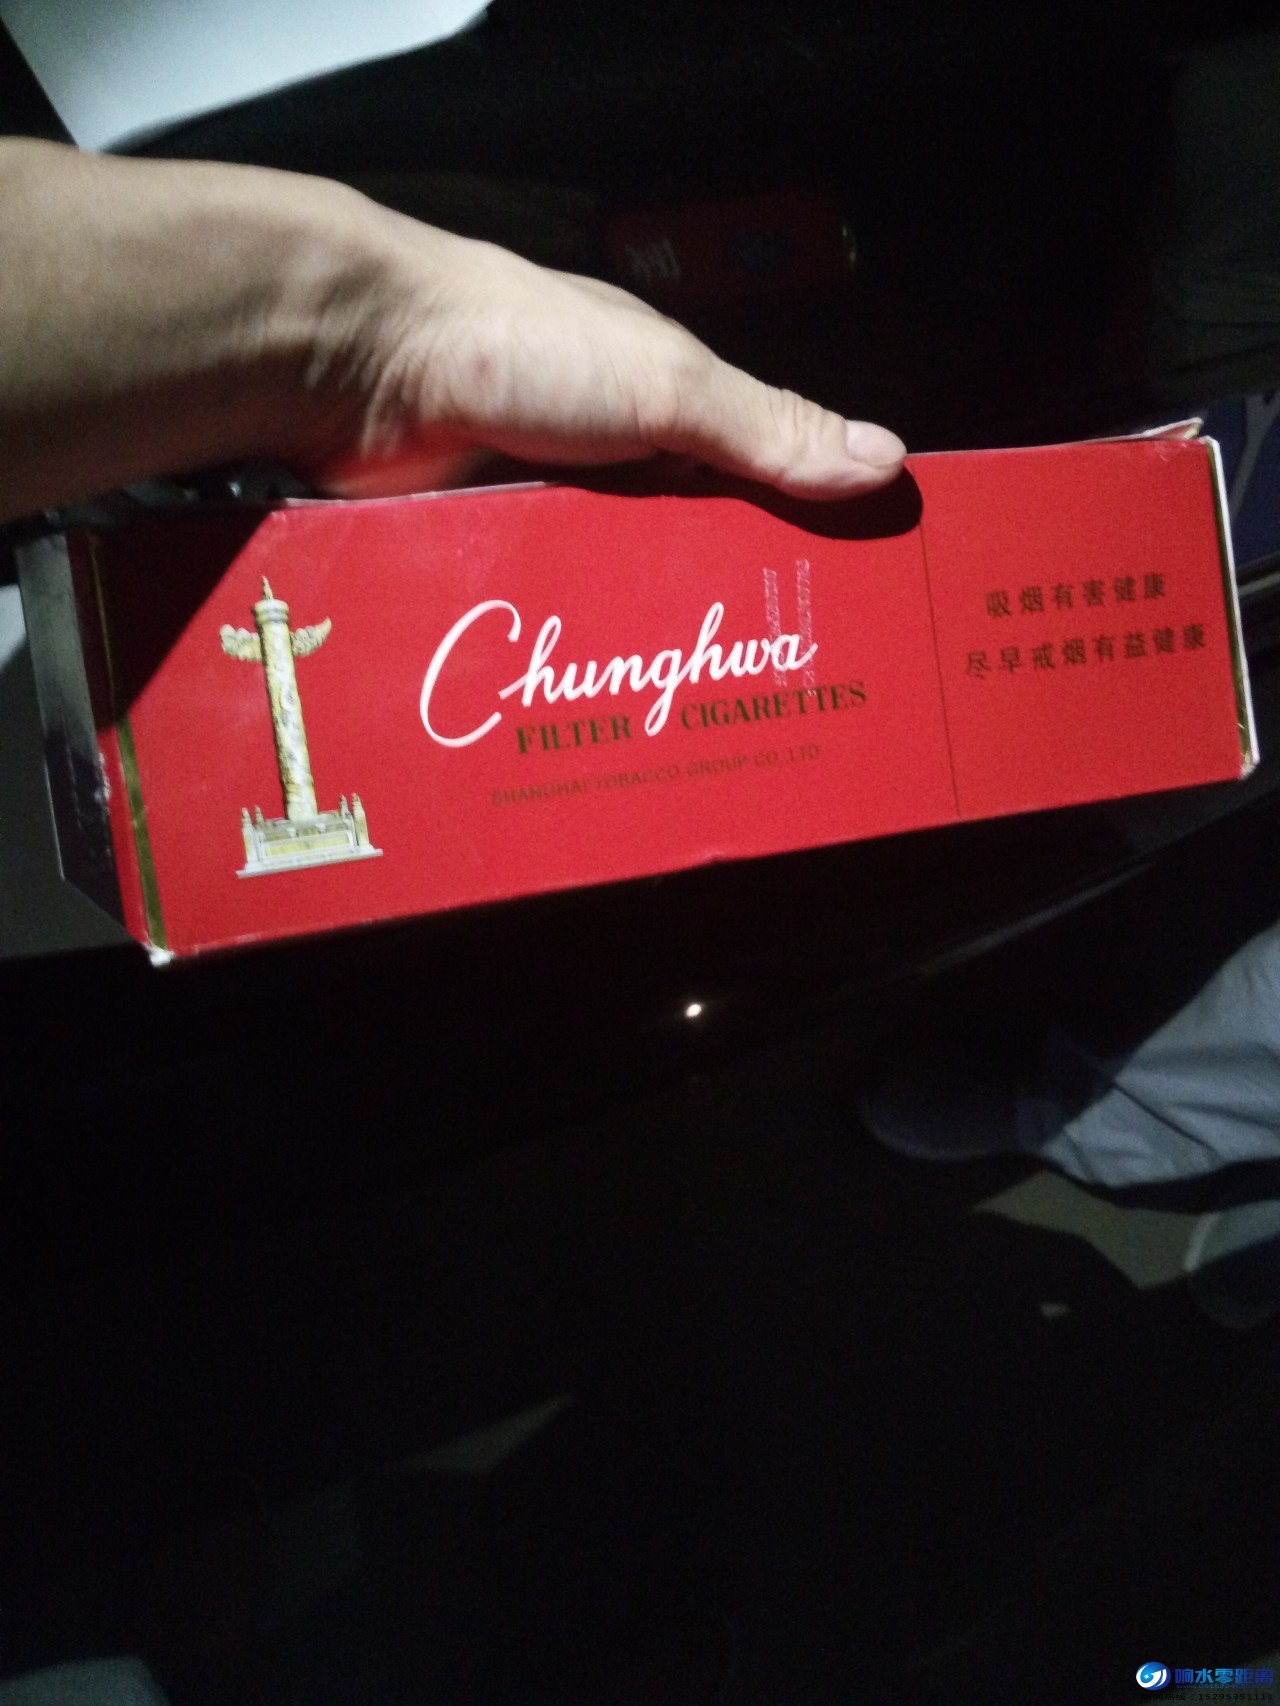 Chunghwa
FILTER CIGARETTES
SHANGHAI TOBACCO GROUP CO.,LTD
吸烟有害健康
尽早戒烟有益健康
响水零距离